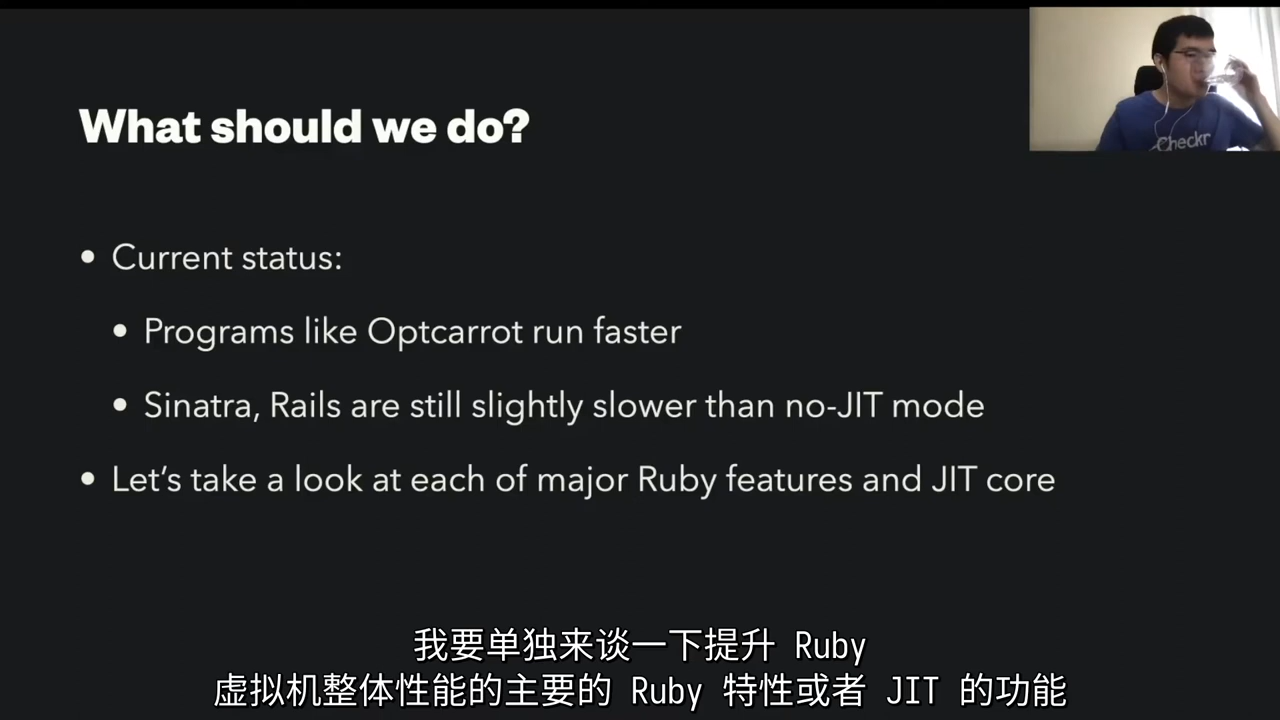 What should we do?
Checkr
• Current status:
• Programs like Optcarrot run faster
• Sinatra, Rails are still slightly slower than no-JIT mode
• Let's take a look at each of major Ruby features and JIT core
我要单独来谈一下提升 Ruby
虚拟机整体性能的主要的 Ruby 特性或者 JIT 的功能